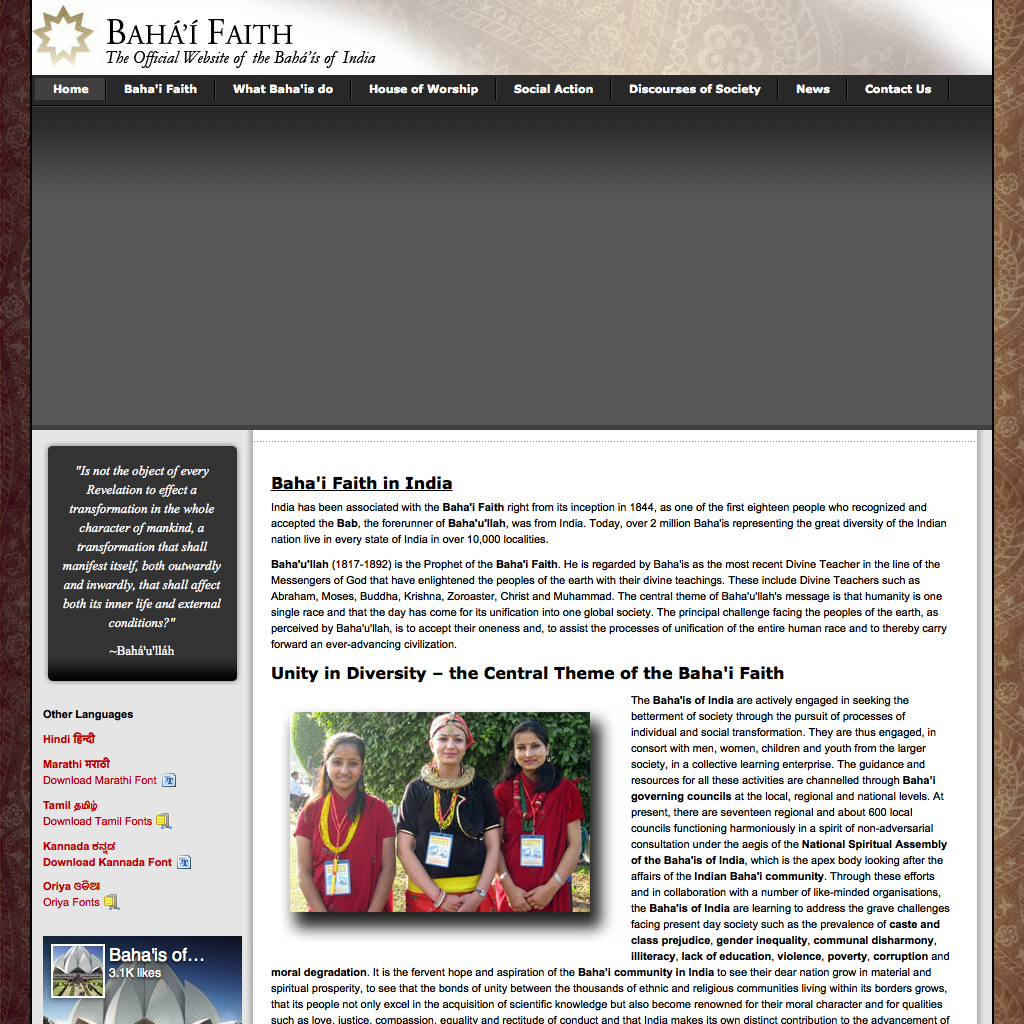 BAHÁ'Í FAITH
The Official Website of the Bahá'ís of India
Home Baha'i Faith What Baha'is do House of Worship Social Action Discourses of Society News Contact Us
"Is not the object of every
Revelation to effect a
transformation in the whole
character of mankind, a
transformation that shall
manifest itself, both outwardly
and inwardly, that shall affect
both its inner life and external
conditions?"
~Bahá'u'lláh
Other Languages
Hindi हिन्दी
Marathi मराठी
Download Marathi Font
Tamil தமிழ்
Download Tamil Fonts
Kannada ಕನ್ನಡ
Download Kannada Font
Oriya ଓଡିଆ
Oriya Fonts
Baha'is of...
3.1K likes
Baha'i Faith in India
India has been associated with the Baha'i Faith right from its inception in 1844, as one of the first eighteen people who recognized and
accepted the Bab, the forerunner of Baha'u'llah, was from India. Today, over 2 million Baha'is representing the great diversity of the Indian
nation live in every state of India in over 10,000 localities.
Baha'u'llah (1817-1892) is the Prophet of the Baha'i Faith. He is regarded by Baha'is as the most recent Divine Teacher in the line of the
Messengers of God that have enlightened the peoples of the earth with their divine teachings. These include Divine Teachers such as
Abraham, Moses, Buddha, Krishna, Zoroaster, Christ and Muhammad. The central theme of Baha'u'llah's message is that humanity is one
single race and that the day has come for its unification into one global society. The principal challenge facing the peoples of the earth, as
perceived by Baha'u'llah, is to accept their oneness and, to assist the processes of unification of the entire human race and to thereby carry
forward an ever-advancing civilization.
Unity in Diversity – the Central Theme of the Baha'i Faith
The Baha'is of India are actively engaged in seeking the
betterment of society through the pursuit of processes of
individual and social transformation. They are thus engaged, in
consort with men, women, children and youth from the larger
society, in a collective learning enterprise. The guidance and
resources for all these activities are channelled through Baha'i
governing councils at the local, regional and national levels. At
present, there are seventeen regional and about 600 local
councils functioning harmoniously in a spirit of non-adversarial
consultation under the aegis of the National Spiritual Assembly
of the Baha'is of India, which is the apex body looking after the
affairs of the Indian Baha'i community. Through these efforts
and in collaboration with a number of like-minded organisations,
the Baha'is of India are learning to address the grave challenges
facing present day society such as the prevalence of caste and
class prejudice, gender inequality, communal disharmony,
illiteracy, lack of education, violence, poverty, corruption and
moral degradation. It is the fervent hope and aspiration of the Baha'i community in India to see their dear nation grow in material and
spiritual prosperity, to see that the bonds of unity between the thousands of ethnic and religious communities living within its borders grows,
that its people not only excel in the acquisition of scientific knowledge but also become renowned for their moral character and for qualities
such as love, justice, compassion, equality and rectitude of conduct and that India makes its own distinct contribution to the advancement of